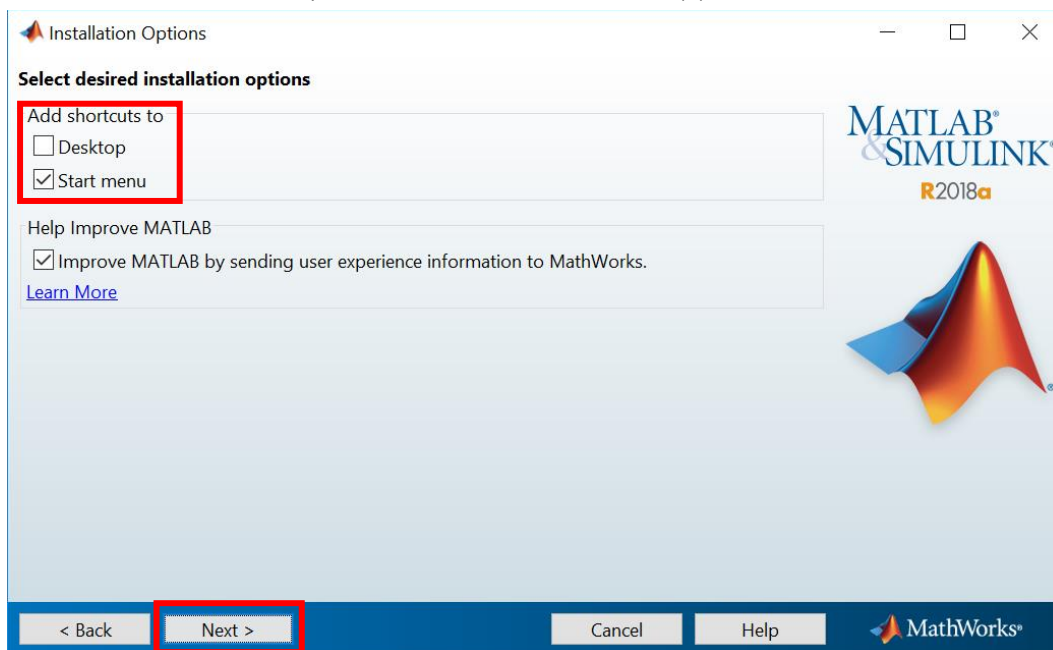 Installation Options
Select desired installation options
Add shortcuts to
Desktop
Start menu
Help Improve MATLAB
Improve MATLAB by sending user experience information to MathWorks.
Learn More
MATLAB®
&SIMULINK®
R2018a
®
< Back
Next >
Cancel
Help
MathWorks®